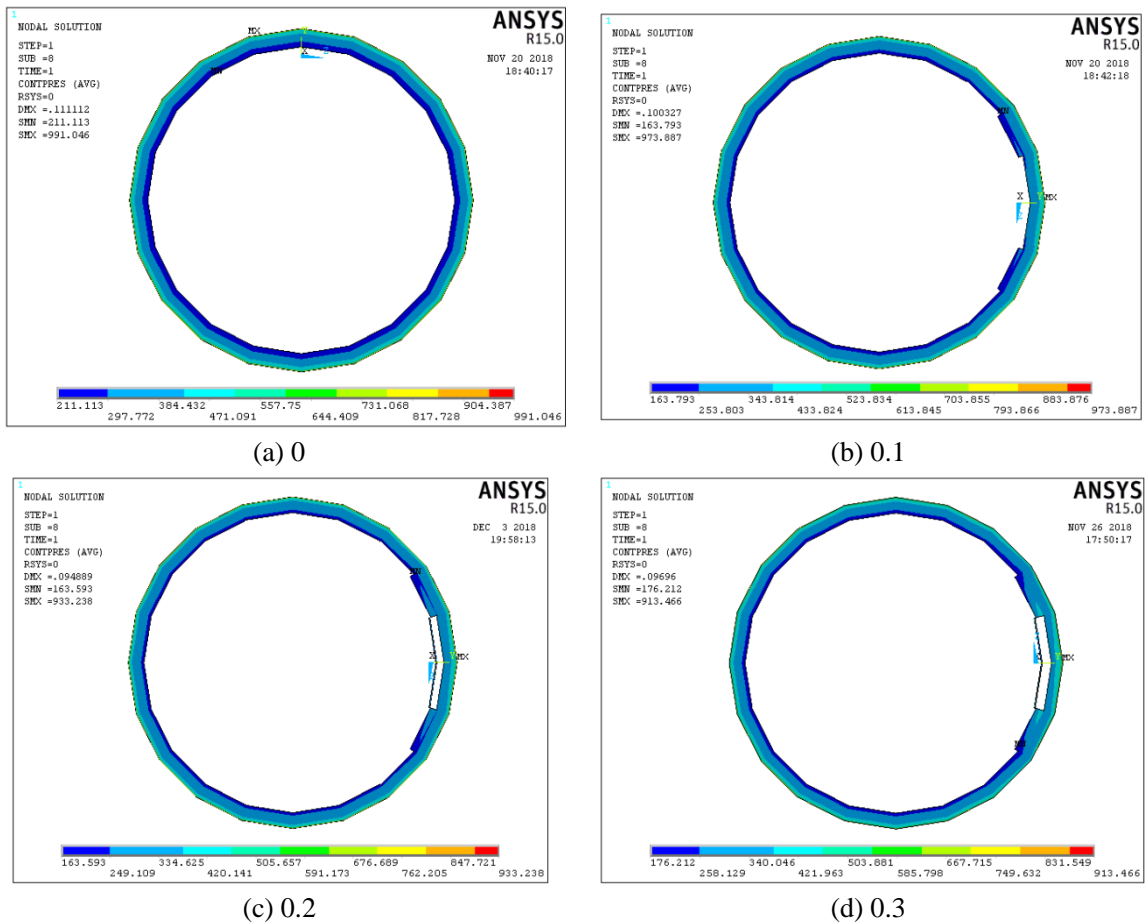 1
NODAL SOLUTION
STEP=1
SUB =8
TIME=1
CONTPRES (AVG)
RSYS=0
DMX =.111112
SMN =211.113
SMX =991.046
ANSYS
R15.0
NOV 20 2018
18:40:17
MX
Y
X
Z
MN
211.113 384.432 557.75 731.068 904.387
297.772 471.091 644.409 817.728 991.046
(a) 0
1
NODAL SOLUTION
STEP=1
SUB =8
TIME=1
CONTPRES (AVG)
RSYS=0
DMX =.100327
SMN =163.793
SMX =973.887
ANSYS
R15.0
NOV 20 2018
18:42:18
MN
X
Y
MX
Z
163.793 343.814 523.834 703.855 883.876
253.803 433.824 613.845 793.866 973.887
(b) 0.1
1
NODAL SOLUTION
STEP=1
SUB =8
TIME=1
CONTPRES (AVG)
RSYS=0
DMX =.094889
SMN =163.593
SMX =933.238
ANSYS
R15.0
DEC 3 2018
19:58:13
MN
X
Y
MX
Z
163.593 334.625 505.657 676.689 847.721
249.109 420.141 591.173 762.205 933.238
(c) 0.2
1
NODAL SOLUTION
STEP=1
SUB =8
TIME=1
CONTPRES (AVG)
RSYS=0
DMX =.09696
SMN =176.212
SMX =913.466
ANSYS
R15.0
NOV 26 2018
17:50:17
Y
MX
MN
176.212 340.046 503.881 667.715 831.549
258.129 421.963 585.798 749.632 913.466
(d) 0.3